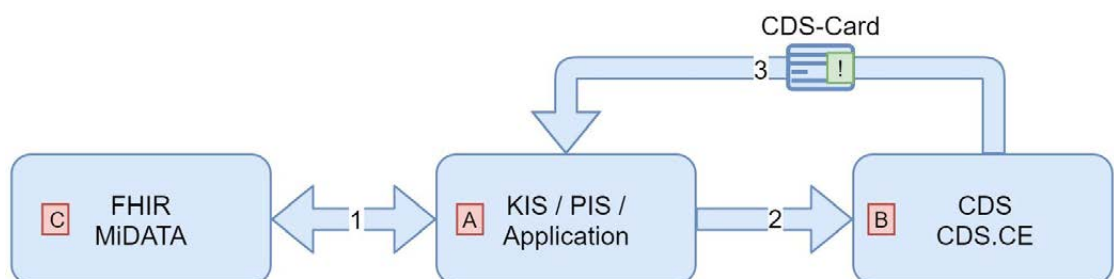 CDS-Card
3
!
C
FHIR
MiDATA
1
A
KIS / PIS /
Application
2
B
CDS
CDS.CE